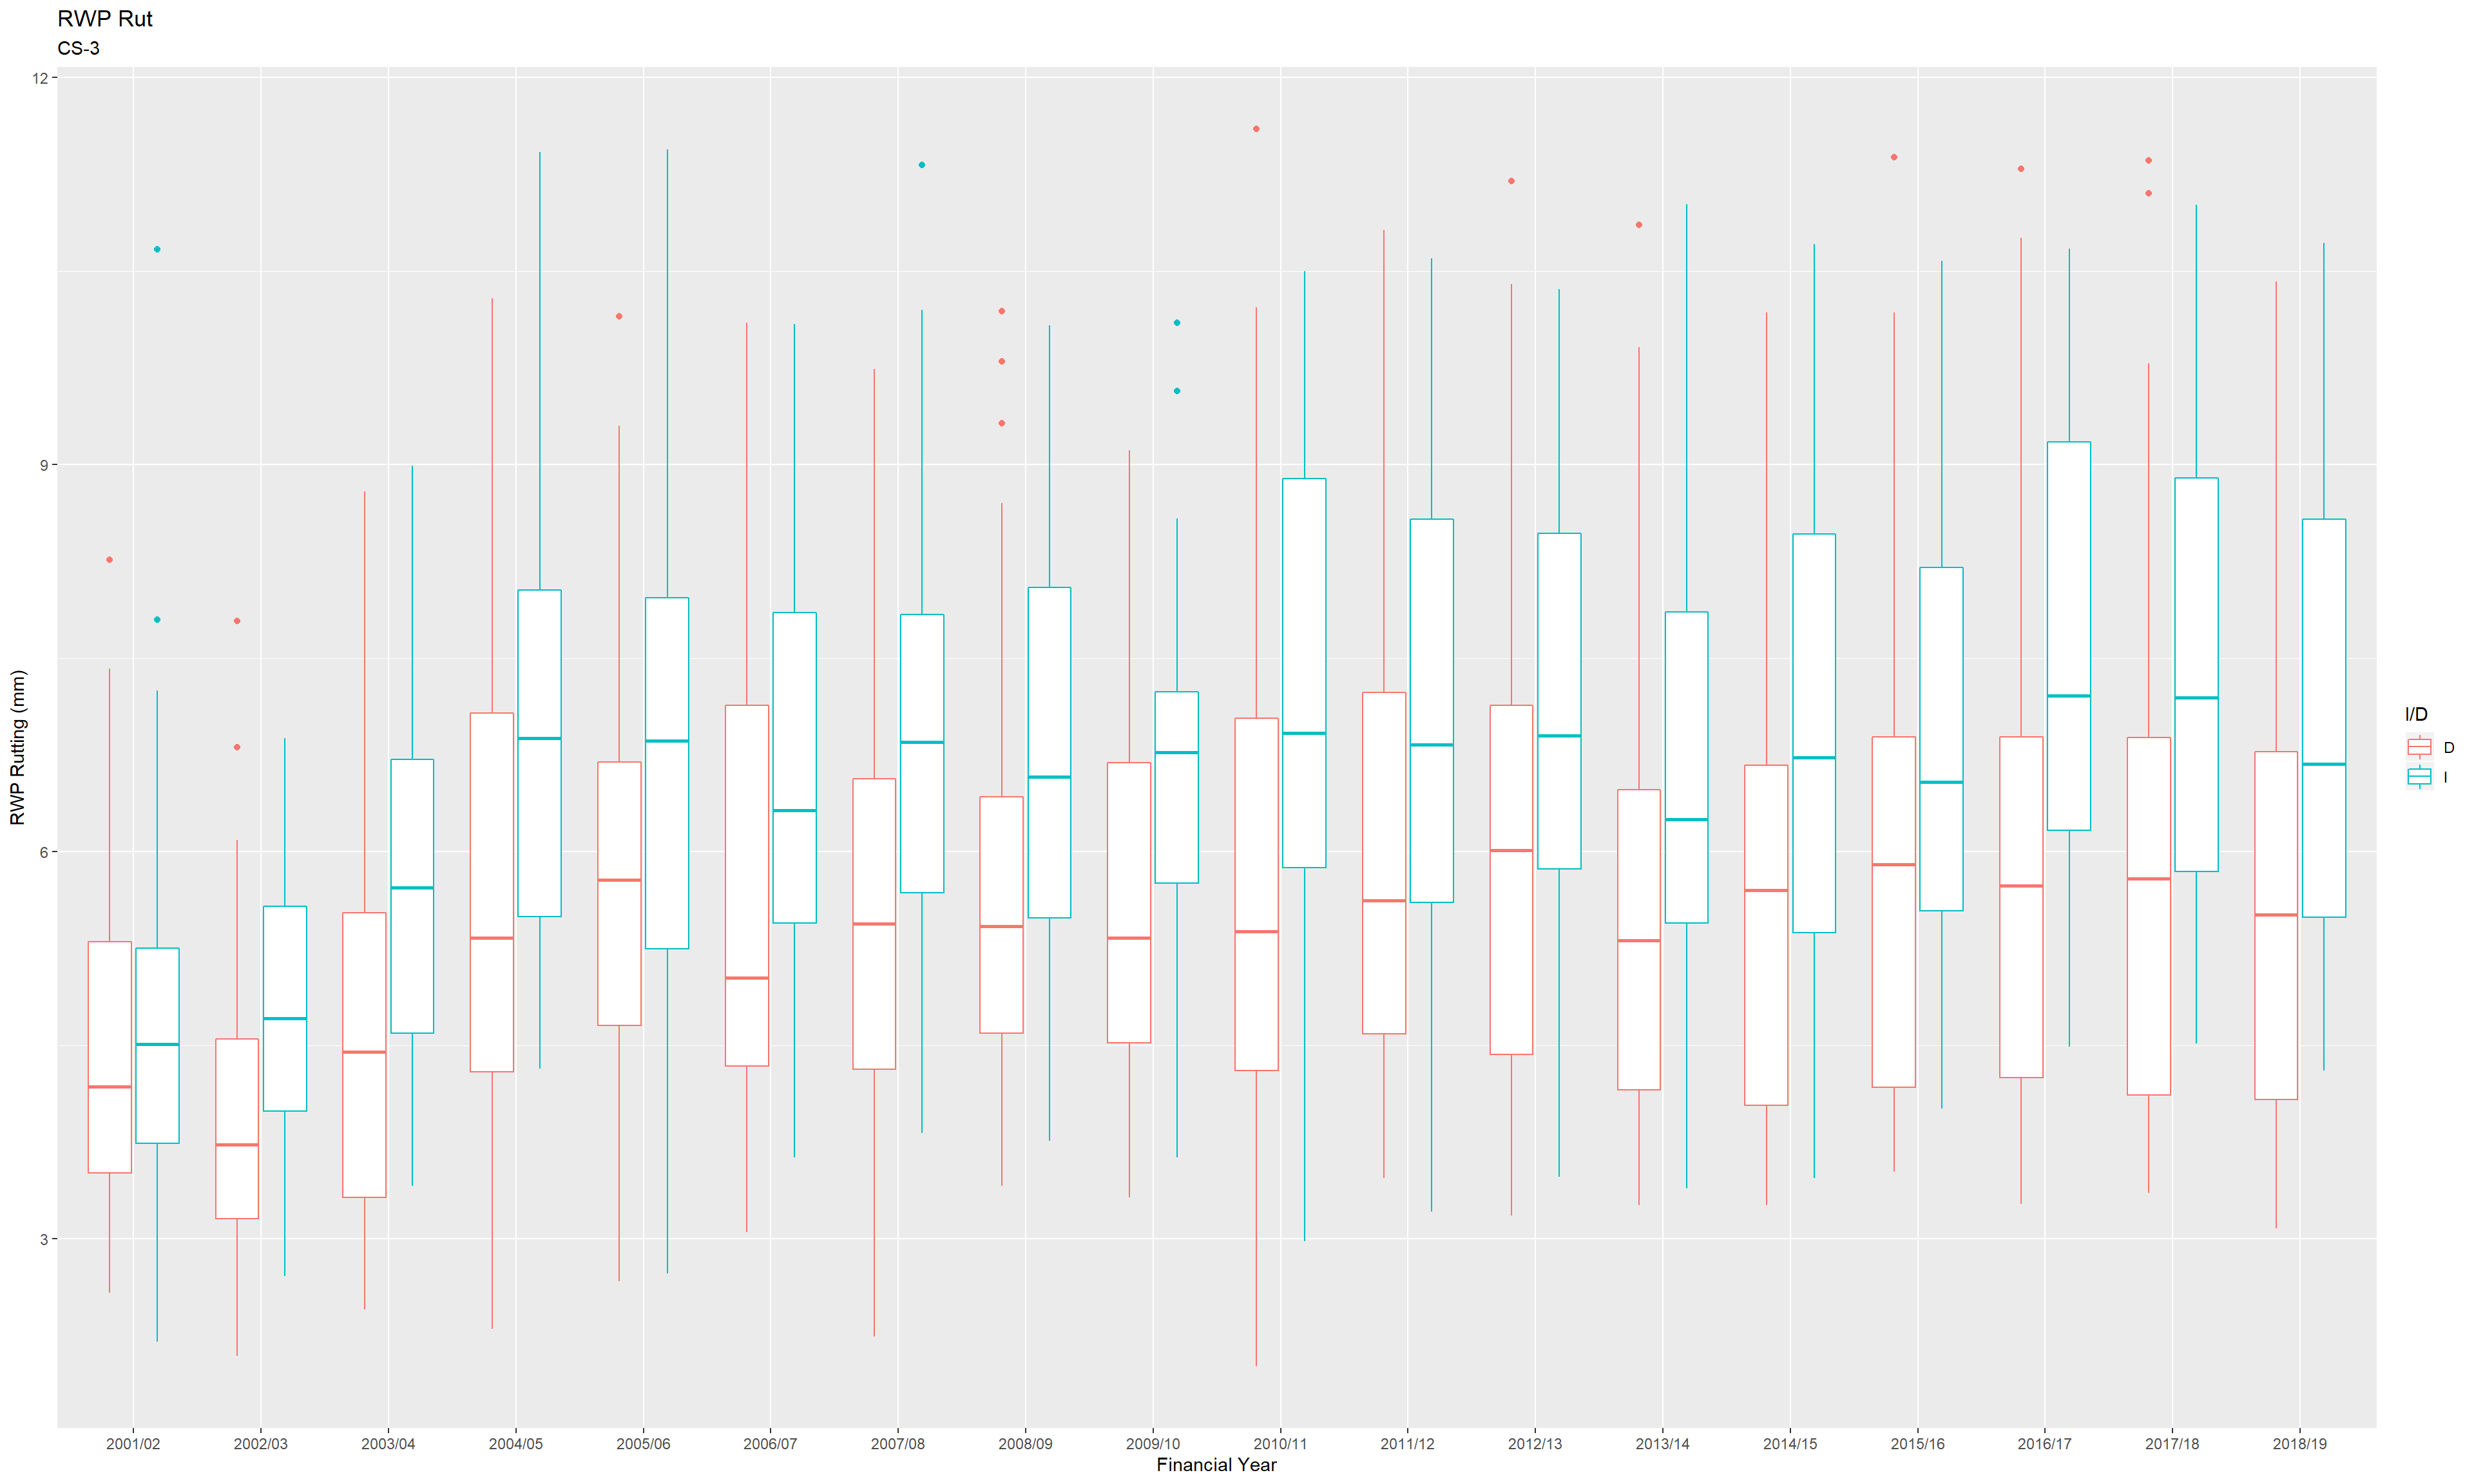 RWP Rut
CS-3
12
9
6
3
RWP Rutting (mm)
2001/02 2002/03 2003/04 2004/05 2005/06 2006/07 2007/08 2008/09 2009/10 2010/11 2011/12 2012/13 2013/14 2014/15 2015/16 2016/17 2017/18 2018/19
Financial Year
I/D
D
I